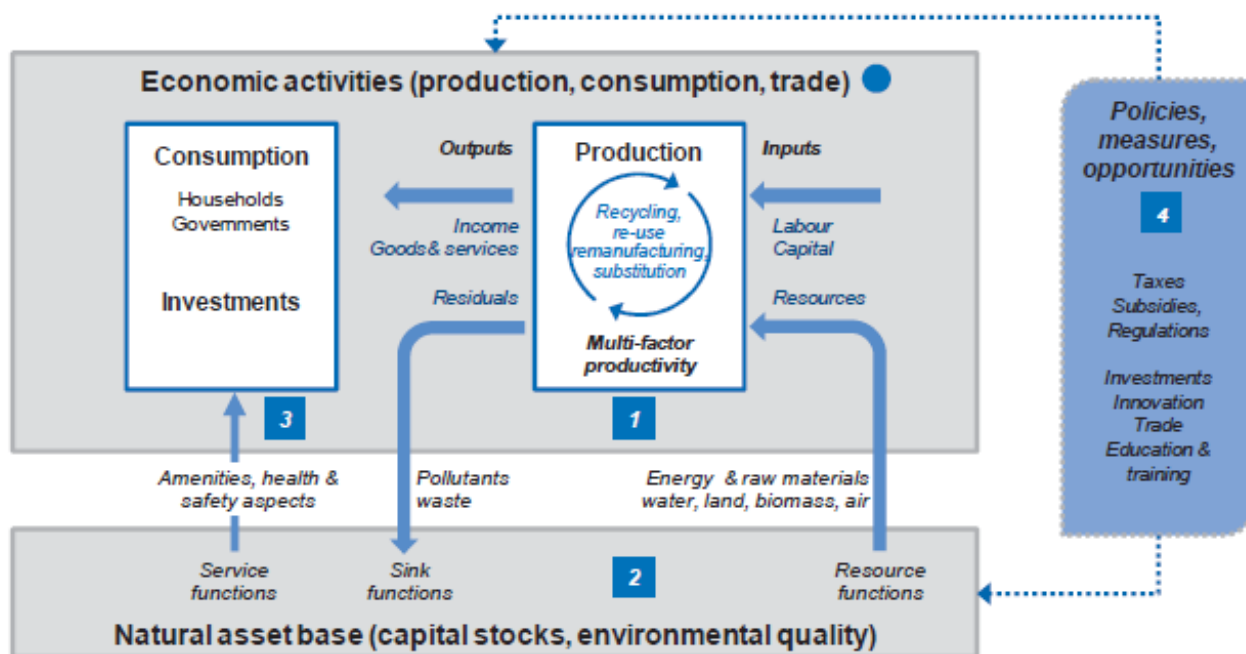 Economic activities (production, consumption, trade)
Consumption
Households
Governments
Investments
3
Outputs
Income
Goods & services
Residuals
Production
Recycling,
re-use
remanufacturing,
substitution
Multi-factor
productivity
1
Inputs
Labour
Capital
Resources
Policies,
measures,
opportunities
4
Taxes
Subsidies,
Regulations
Investments
Innovation
Trade
Education &
training
Amenities, health &
safety aspects
Pollutants
waste
Energy & raw materials
water, land, biomass, air
Service
functions
Sink
functions
2
Resource
functions
Natural asset base (capital stocks, environmental quality)